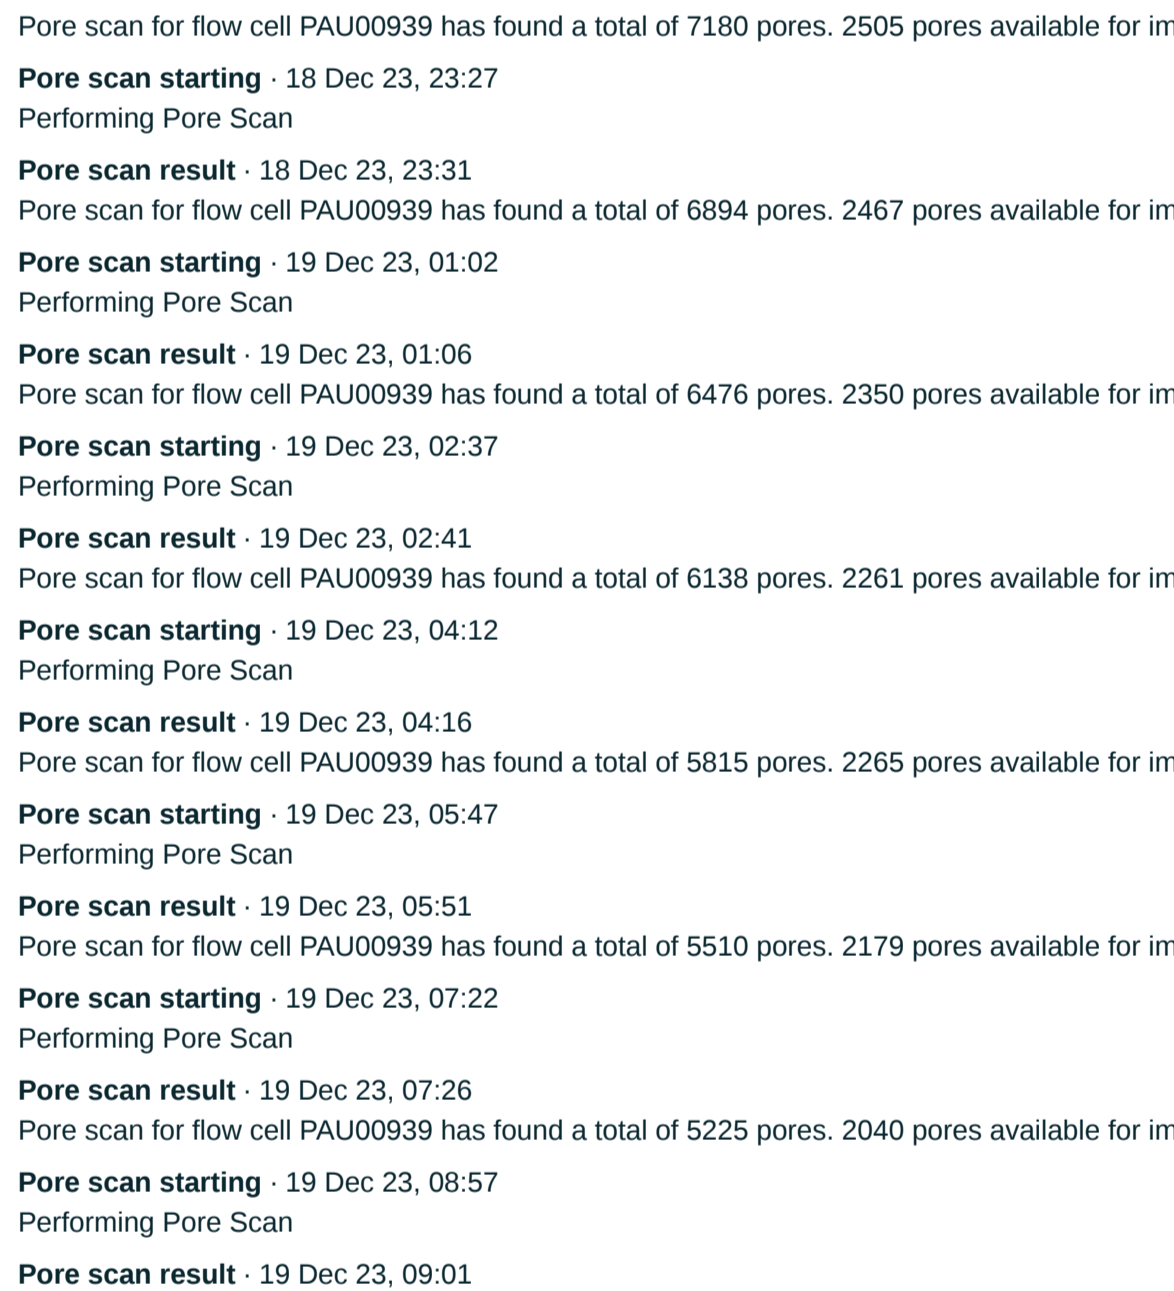 Pore scan for flow cell PAU00939 has found a total of 7180 pores. 2505 pores available for im
Pore scan starting · 18 Dec 23, 23:27
Performing Pore Scan
Pore scan result · 18 Dec 23, 23:31
Pore scan for flow cell PAU00939 has found a total of 6894 pores. 2467 pores available for im
Pore scan starting · 19 Dec 23, 01:02
Performing Pore Scan
Pore scan result · 19 Dec 23, 01:06
Pore scan for flow cell PAU00939 has found a total of 6476 pores. 2350 pores available for im
Pore scan starting · 19 Dec 23, 02:37
Performing Pore Scan
Pore scan result · 19 Dec 23, 02:41
Pore scan for flow cell PAU00939 has found a total of 6138 pores. 2261 pores available for im
Pore scan starting · 19 Dec 23, 04:12
Performing Pore Scan
Pore scan result · 19 Dec 23, 04:16
Pore scan for flow cell PAU00939 has found a total of 5815 pores. 2265 pores available for im
Pore scan starting · 19 Dec 23, 05:47
Performing Pore Scan
Pore scan result · 19 Dec 23, 05:51
Pore scan for flow cell PAU00939 has found a total of 5510 pores. 2179 pores available for im
Pore scan starting · 19 Dec 23, 07:22
Performing Pore Scan
Pore scan result · 19 Dec 23, 07:26
Pore scan for flow cell PAU00939 has found a total of 5225 pores. 2040 pores available for im
Pore scan starting · 19 Dec 23, 08:57
Performing Pore Scan
Pore scan result · 19 Dec 23, 09:01